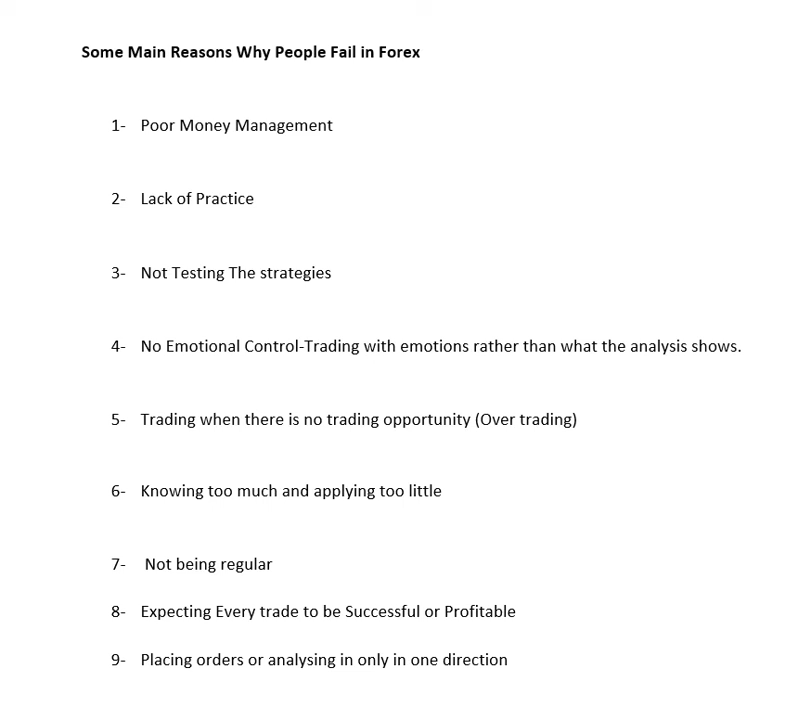 Some Main Reasons Why People Fail in Forex
1- Poor Money Management
2- Lack of Practice
3- Not Testing The strategies
4- No Emotional Control-Trading with emotions rather than what the analysis shows.
5- Trading when there is no trading opportunity (Over trading)
6- Knowing too much and applying too little
7- Not being regular
8- Expecting Every trade to be Successful or Profitable
9- Placing orders or analysing in only in one direction